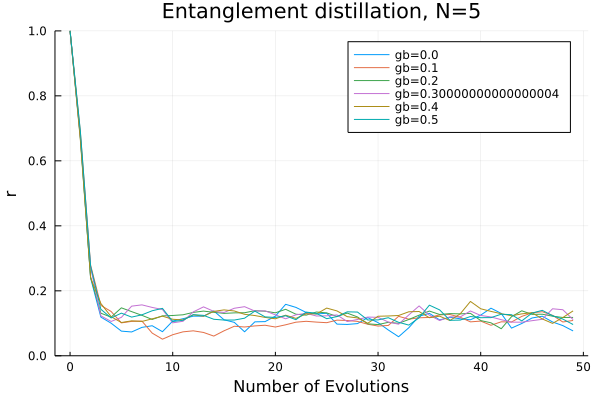 Entanglement distillation, N=5
1.0
0.8
0.6
0.4
0.2
0.0
r
gb=0.0
gb=0.1
gb=0.2
gb=0.30000000000000004
gb=0.4
gb=0.5
0 10 20 30 40 50
Number of Evolutions